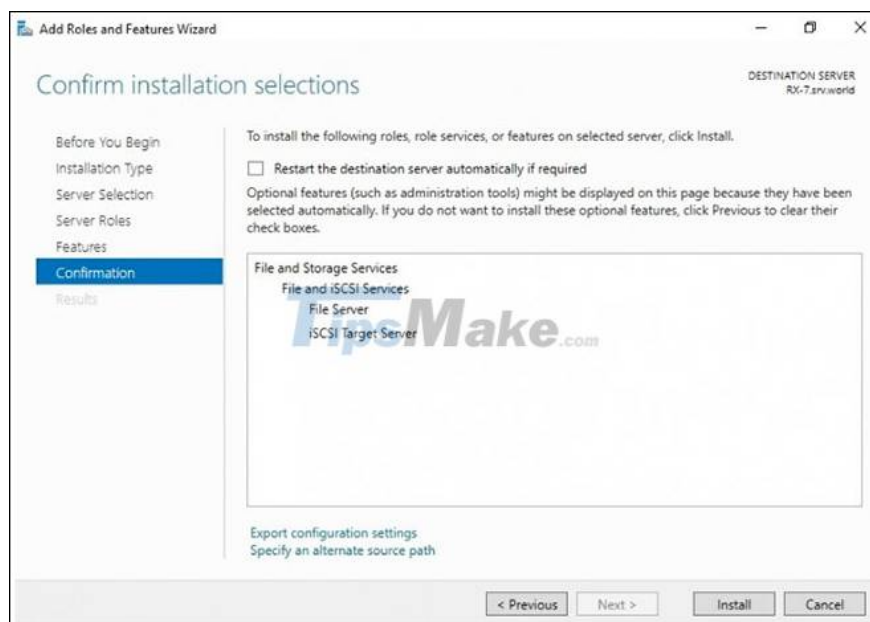 Add Roles and Features Wizard
Confirm installation selections
DESTINATION SERVER
RX-7.srv.world
Before You Begin
Installation Type
Server Selection
Server Roles
Features
Confirmation
Results
To install the following roles, role services, or features on selected server, click Install.
Restart the destination server automatically if required
Optional features (such as administration tools) might be displayed on this page because they have been
selected automatically. If you do not want to install these optional features, click Previous to clear their
check boxes.
File and Storage Services
File and iSCSI Services
File Server
iSCSI Target Server
TipsMake.com
Export configuration settings
Specify an alternate source path
< Previous
Next >
Install
Cancel